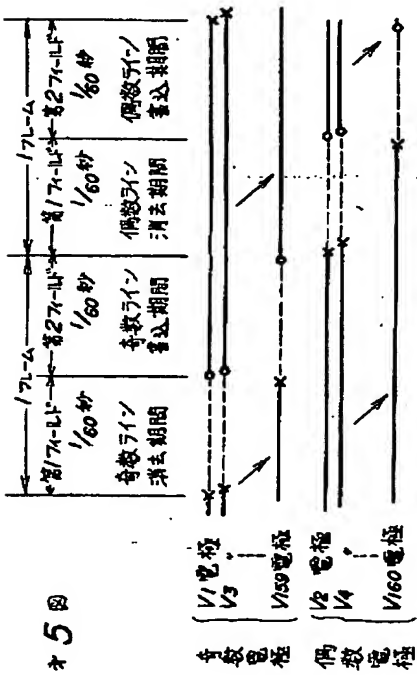 オ5図
1フレーム
1フレーム
第1フィールド
第2フィールド
第1フィールド
第2フィールド
1/60秒
1/60秒
1/60秒
1/60秒
奇数ライン
消去期間
奇数ライン
書込期間
偶数ライン
消去期間
偶数ライン
書込期間
奇数電極
V1電極
V3
V159電極
偶数電極
V2電極
V4
V160電極